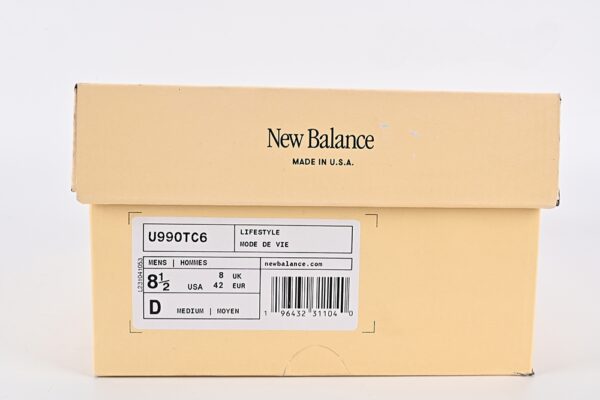 New Balance
MADE IN U.S.A.
U990TC6
LIFESTYLE
MODE DE VIE
MENS | HOMMES
newbalance.com
8½ USA
8 UK
42 EUR
D MEDIUM | MOYEN
1 96432 31104 0